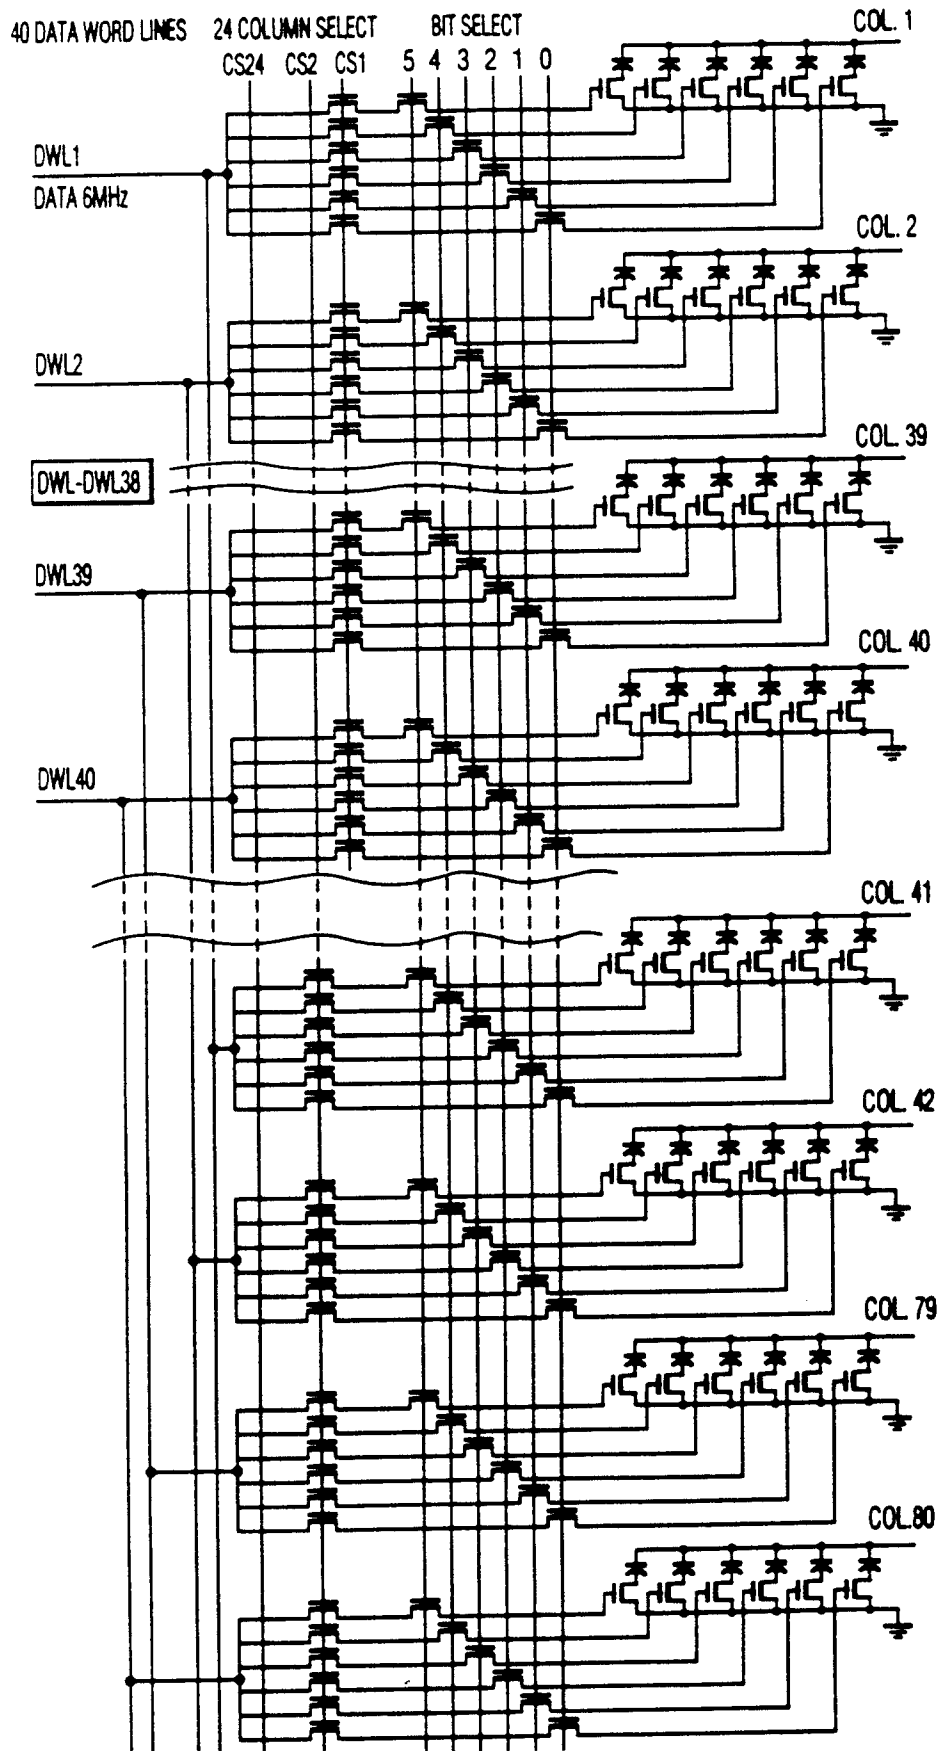 40 DATA WORD LINES 24 COLUMN SELECT BIT SELECT COL. 1
CS24 CS2 CS1 5 4 3 2 1 0
DWL1
DATA 6MHz
COL. 2
DWL2
COL. 39
DWL-DWL38
DWL39
COL. 40
DWL40
COL. 41
COL. 42
COL. 79
COL.80